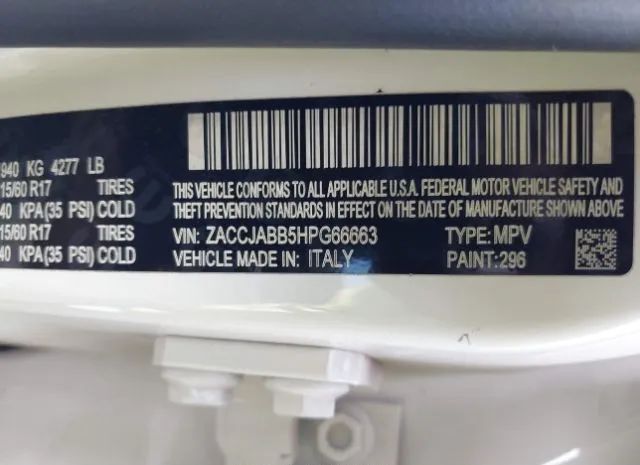 940 KG 4277 LB
15/60 R17 TIRES
40 KPA(35 PSI) COLD
15/60 R17 TIRES
40 KPA(35 PSI) COLD
THIS VEHICLE CONFORMS TO ALL APPLICABLE U.S.A. FEDERAL MOTOR VEHICLE SAFETY AND
THEFT PREVENTION STANDARDS IN EFFECT ON THE DATE OF MANUFACTURE SHOWN ABOVE
VIN: ZACCJABB5HPG66663 TYPE: MPV
VEHICLE MADE IN: ITALY PAINT: 296